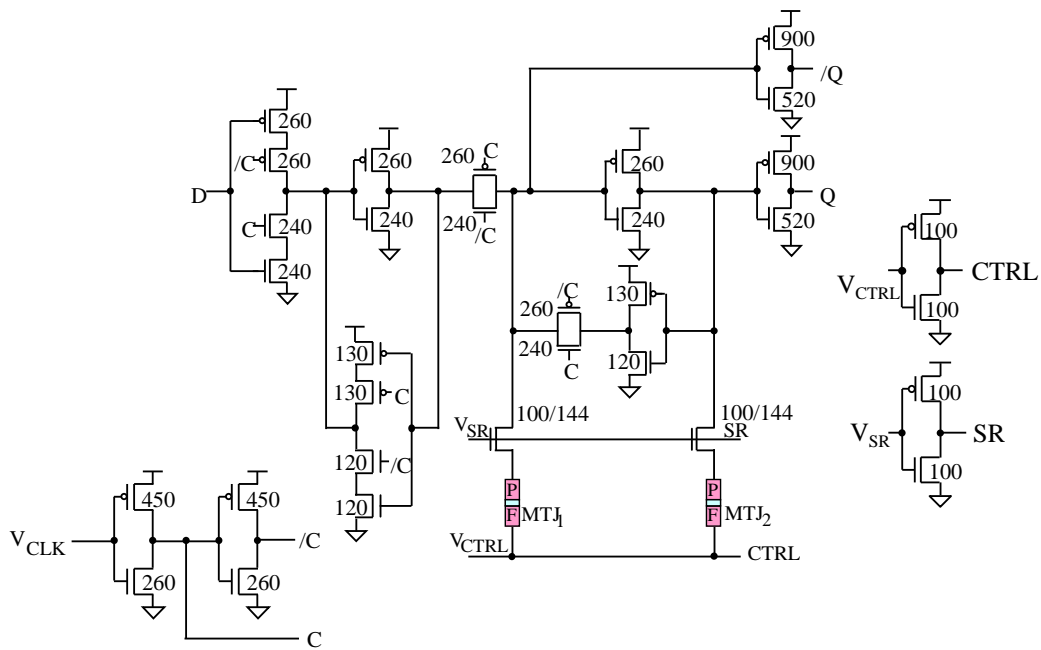 900
/Q
520
260
/C
260
D
C
240
240
260
240
260
C
240
/C
260
240
900
Q
520
100
V_CTRL
CTRL
100
/C
260
130
240
C
120
130
130
C
120
/C
120
100/144
100/144
V_SR
SR
100
V_SR
SR
100
P
F
MTJ_1
P
F
MTJ_2
V_CTRL
CTRL
450
450
V_CLK
/C
260
260
C